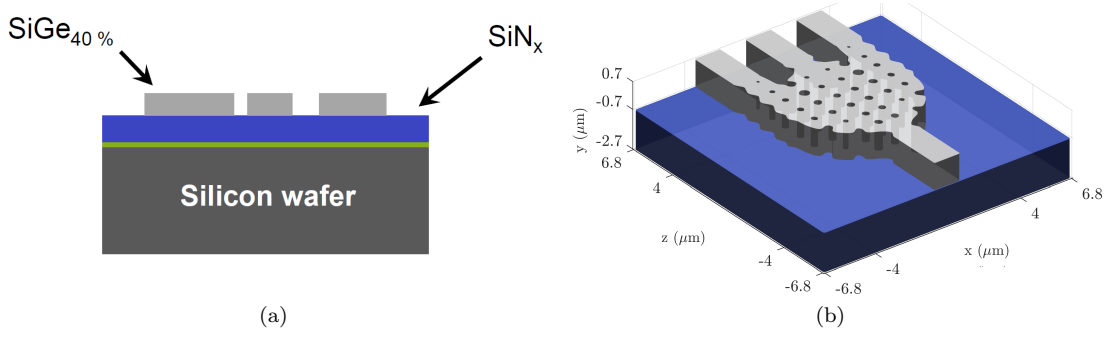 SiGe40 %
SiNx
Silicon wafer
(a)
0.7
-0.7
-2.7
y (μm)
6.8
4
z (μm)
-4
-6.8
-6.8
-4
x (μm)
4
6.8
(b)